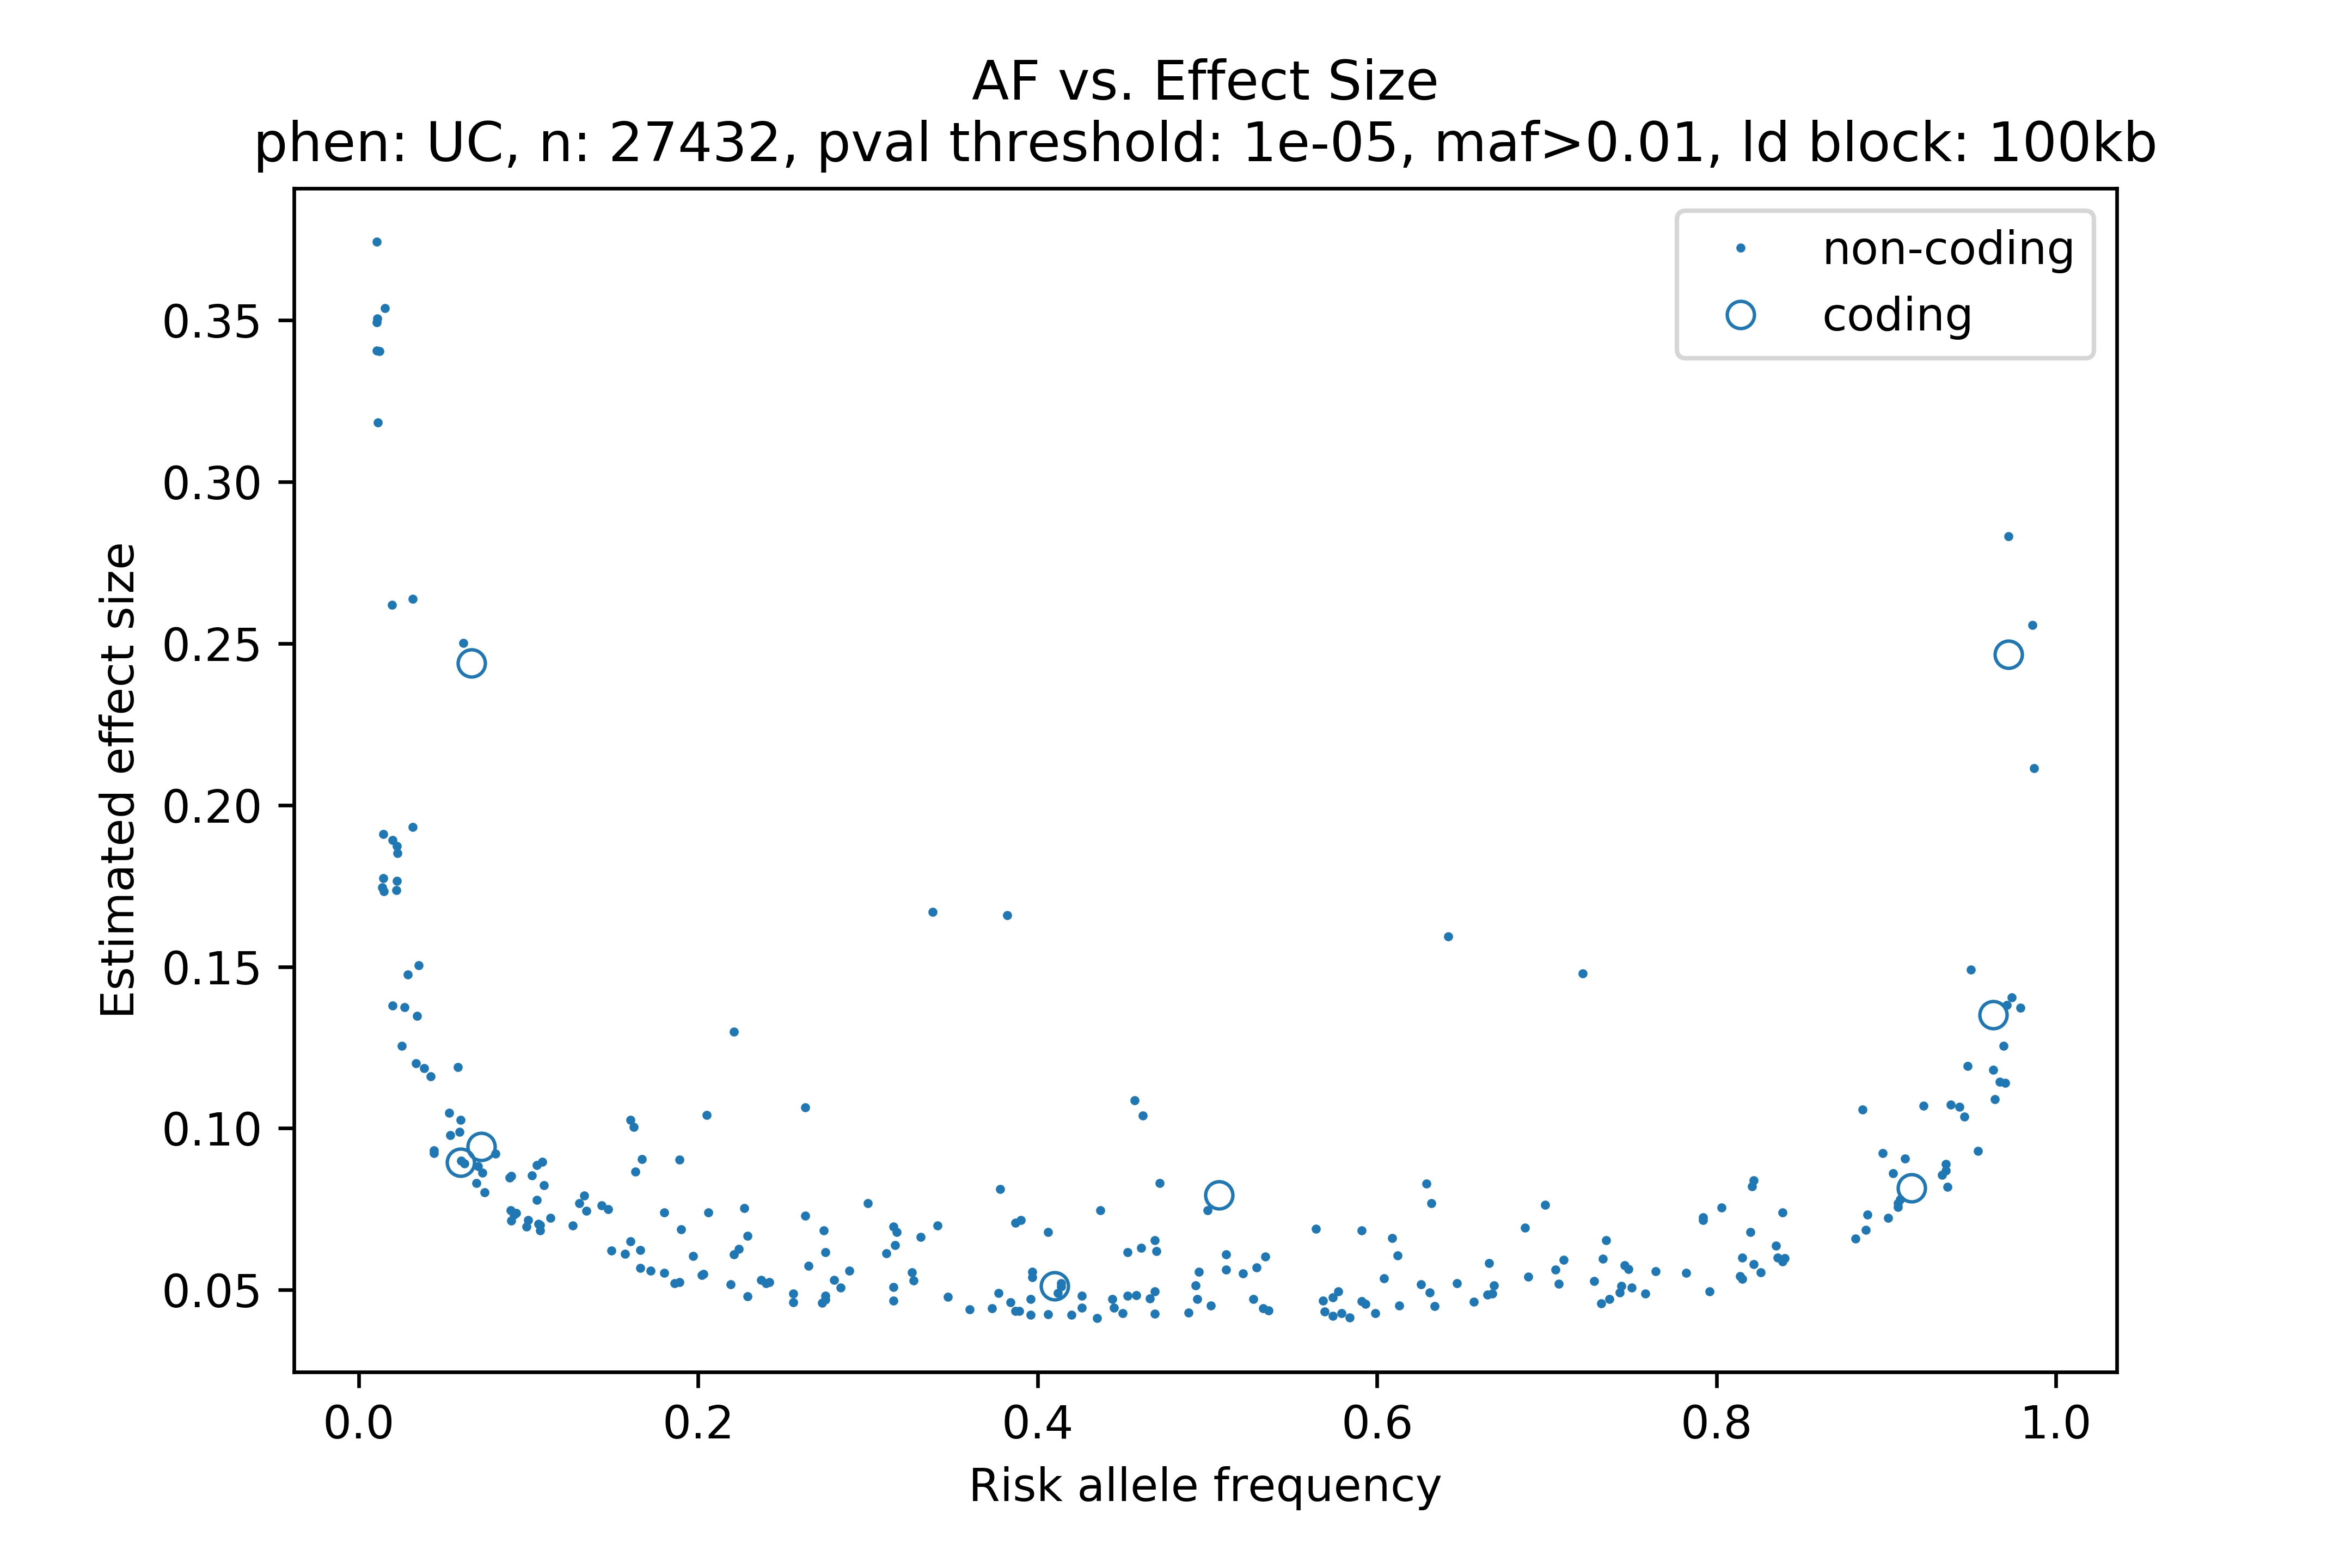 AF vs. Effect Size
phen: UC, n: 27432, pval threshold: 1e-05, maf>0.01, ld block: 100kb
non-coding
coding
0.35
0.30
0.25
0.20
0.15
0.10
0.05
Estimated effect size
0.0 0.2 0.4 0.6 0.8 1.0
Risk allele frequency